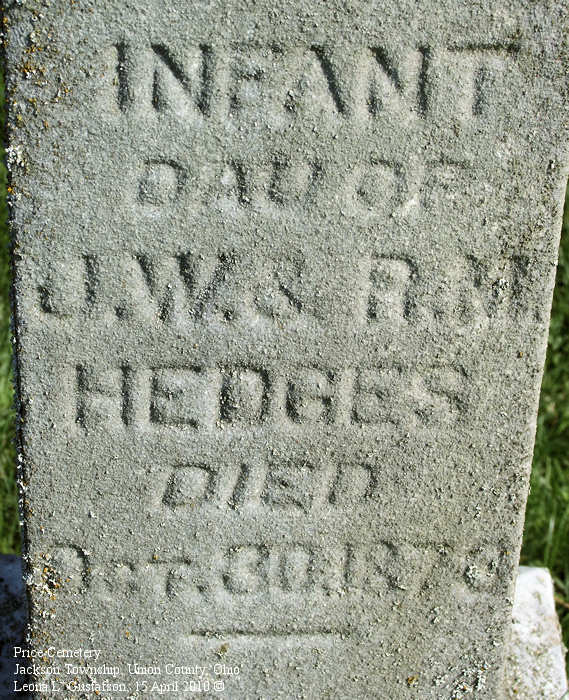 INFANT
DAU OF
J.W. & R.M.
HEDGES
DIED
OCT. 30. 1879
Price Cemetery
Jackson Township, Union County, Ohio
Leona L. Gustafson, 15 April 2010 ©